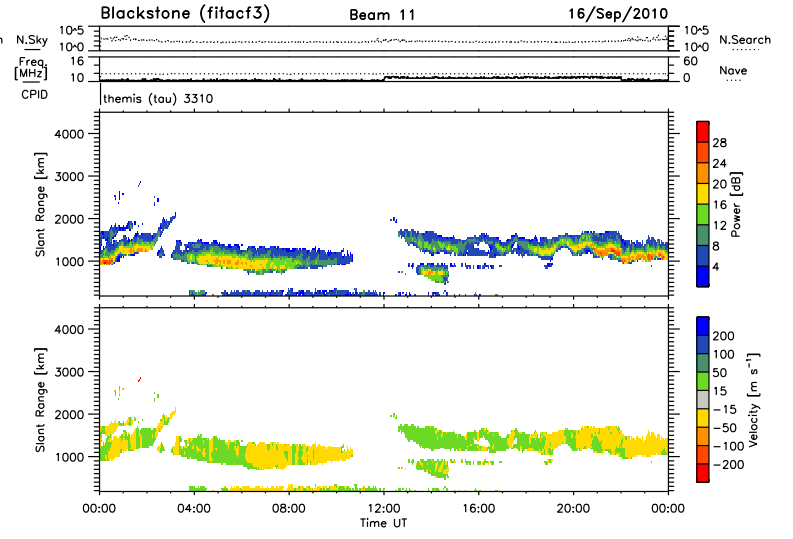 Blackstone (fitacf3) Beam 11 16/Sep/2010
n N.Sky 10^5 10^0 10^5 10^0 N.Search
Freq. [MHz] 16 10 60 0 Nave
CPID themis (tau) 3310
Slant Range [km] 4000 3000 2000 1000
28 24 20 16 12 8 4 Power [dB]
Slant Range [km] 4000 3000 2000 1000
200 100 50 15 -15 -50 -100 -200 Velocity [m s⁻¹]
00:00 04:00 08:00 12:00 16:00 20:00 00:00
Time UT